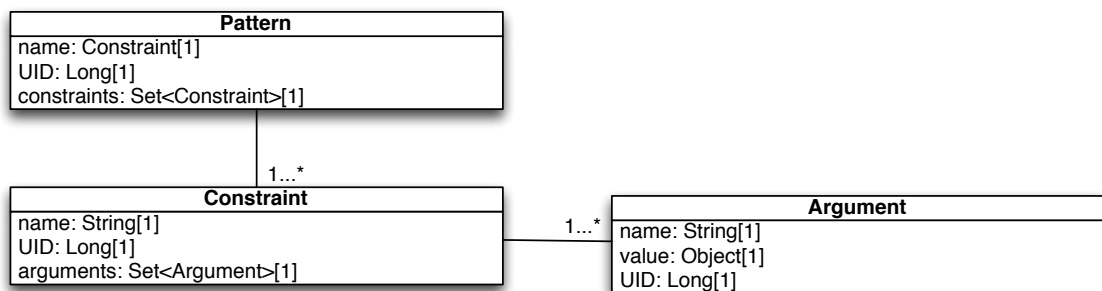 Pattern
name: Constraint[1]
UID: Long[1]
constraints: Set<Constraint>[1]
1...*
Constraint
name: String[1]
UID: Long[1]
arguments: Set<Argument>[1]
1...*
Argument
name: String[1]
value: Object[1]
UID: Long[1]